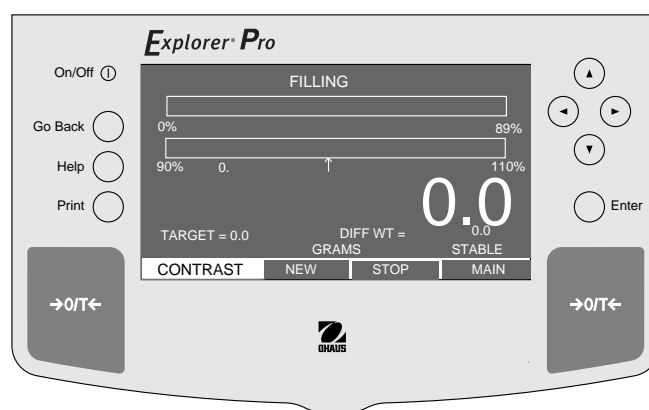 Explorer® Pro
On/Off
FILLING
Go Back
0% 89%
Help
90% 0. ↑ 110%
0.0
Print
Enter
TARGET = 0.0 DIFF WT = 0.0
GRAMS STABLE
CONTRAST NEW STOP MAIN
→0/T← →0/T←
OHAUS